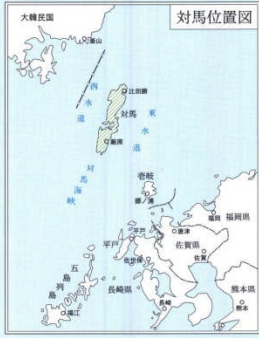 対馬位置図
大韓民国
釜山
西水道
比田勝
対馬
東水道
厳原
対馬海峡
壱岐
郷ノ浦
福岡
福岡県
平戸
平戸
唐津
佐賀県
佐賀
佐世保
五島列島
長崎県
熊本県
長崎
熊本
福江